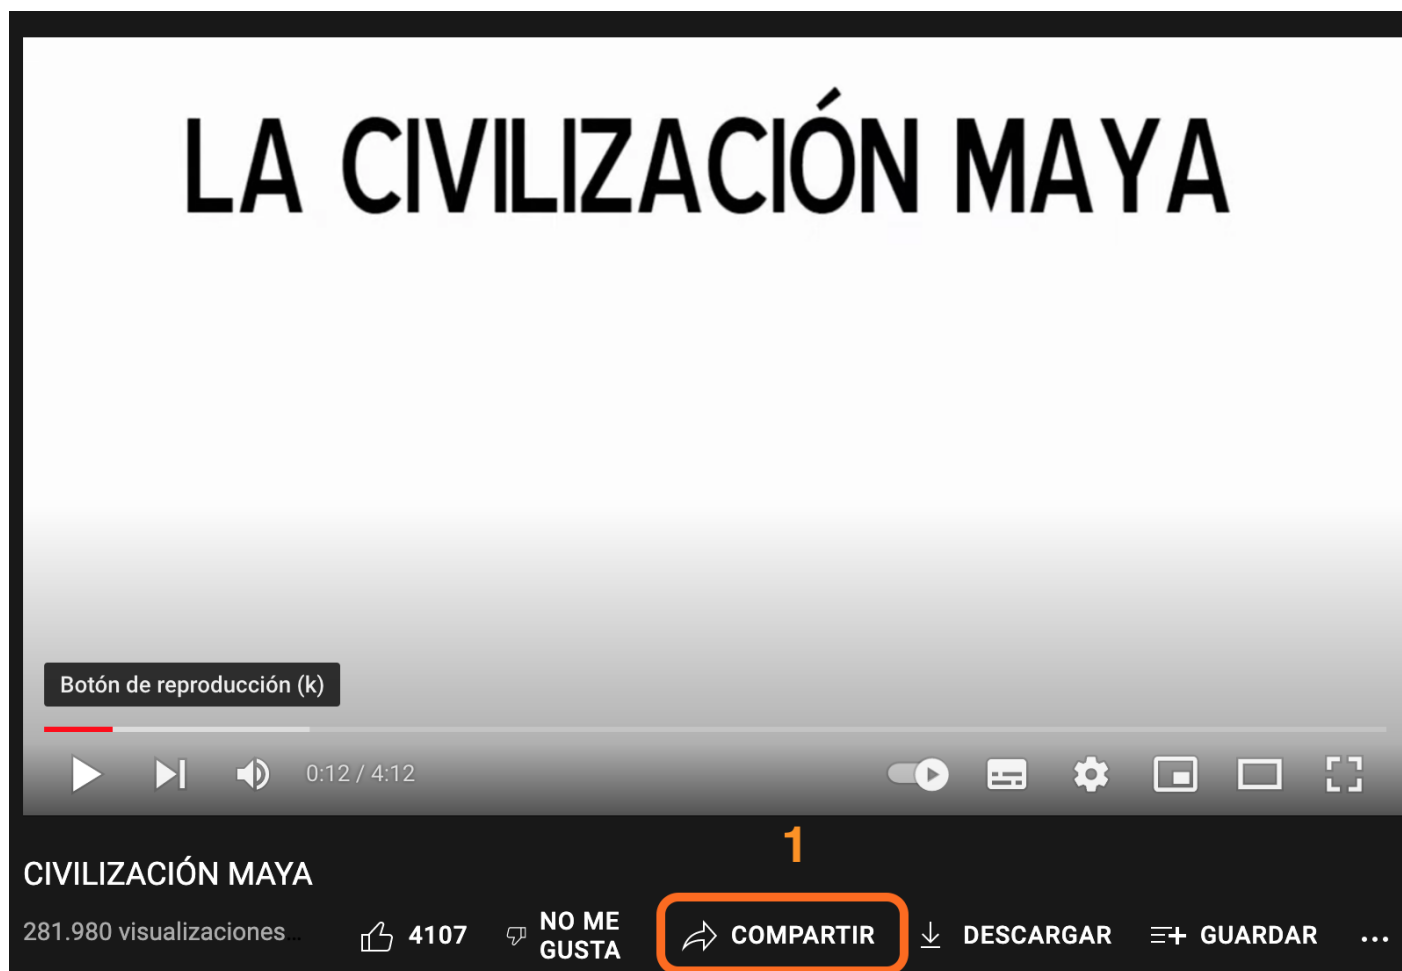 LA CIVILIZACIÓN MAYA
Botón de reproducción (k)
0:12 / 4:12
1
CIVILIZACIÓN MAYA
281.980 visualizaciones...
4107
NO ME
GUSTA
COMPARTIR
DESCARGAR
GUARDAR